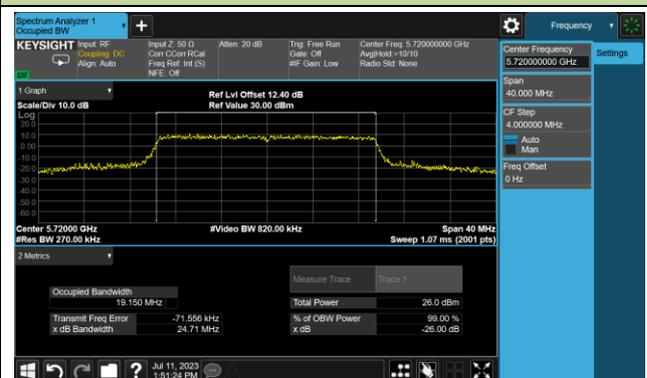 Spectrum Analyzer 1
Occupied BW
Frequency
KEYSIGHT
Input: RF
Coupling: DC
Align: Auto
Input Z: 50 Ω
Corr CCorr RCal
Freq Ref: Int (S)
NFE: Off
Atten: 20 dB
Trig: Free Run
Gate: Off
#IF Gain: Low
Center Freq: 5.720000000 GHz
Avg|Hold:>10/10
Radio Std: None
LXI
Center Frequency
5.720000000 GHz
Settings
Span
40.000 MHz
CF Step
4.000000 MHz
Auto
Man
Freq Offset
0 Hz
1 Graph
Scale/Div 10.0 dB
Ref Lvl Offset 12.40 dB
Ref Value 30.00 dBm
Log
20.0
10.0
0.00
-10.0
-20.0
-30.0
-40.0
-50.0
-60.0
Center 5.72000 GHz
#Res BW 270.00 kHz
#Video BW 820.00 kHz
Span 40 MHz
Sweep 1.07 ms (2001 pts)
2 Metrics
Measure Trace
Trace 1
Occupied Bandwidth
19.150 MHz
Total Power
26.0 dBm
Transmit Freq Error
-71.556 kHz
% of OBW Power
99.00 %
x dB Bandwidth
24.71 MHz
x dB
-26.00 dB
Jul 11, 2023
1:51:24 PM